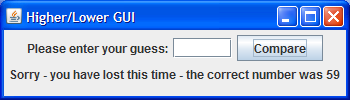 Higher/Lower GUI
Please enter your guess: Compare
Sorry - you have lost this time - the correct number was 59